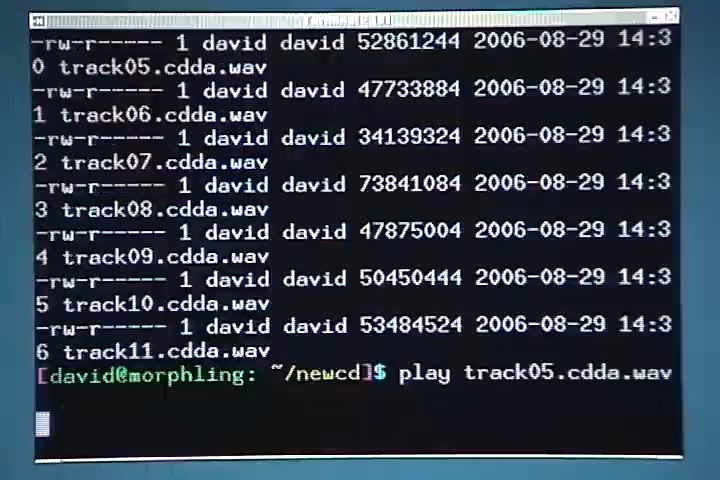 -rw-r----- 1 david david 52861244 2006-08-29 14:3
0 track05.cdda.wav
-rw-r----- 1 david david 47733884 2006-08-29 14:3
1 track06.cdda.wav
-rw-r----- 1 david david 34139324 2006-08-29 14:3
2 track07.cdda.wav
-rw-r----- 1 david david 73841084 2006-08-29 14:3
3 track08.cdda.wav
-rw-r----- 1 david david 47875004 2006-08-29 14:3
4 track09.cdda.wav
-rw-r----- 1 david david 50450444 2006-08-29 14:3
5 track10.cdda.wav
-rw-r----- 1 david david 53484524 2006-08-29 14:3
6 track11.cdda.wav
[david@morphling: ~/newcd]$ play track05.cdda.wav